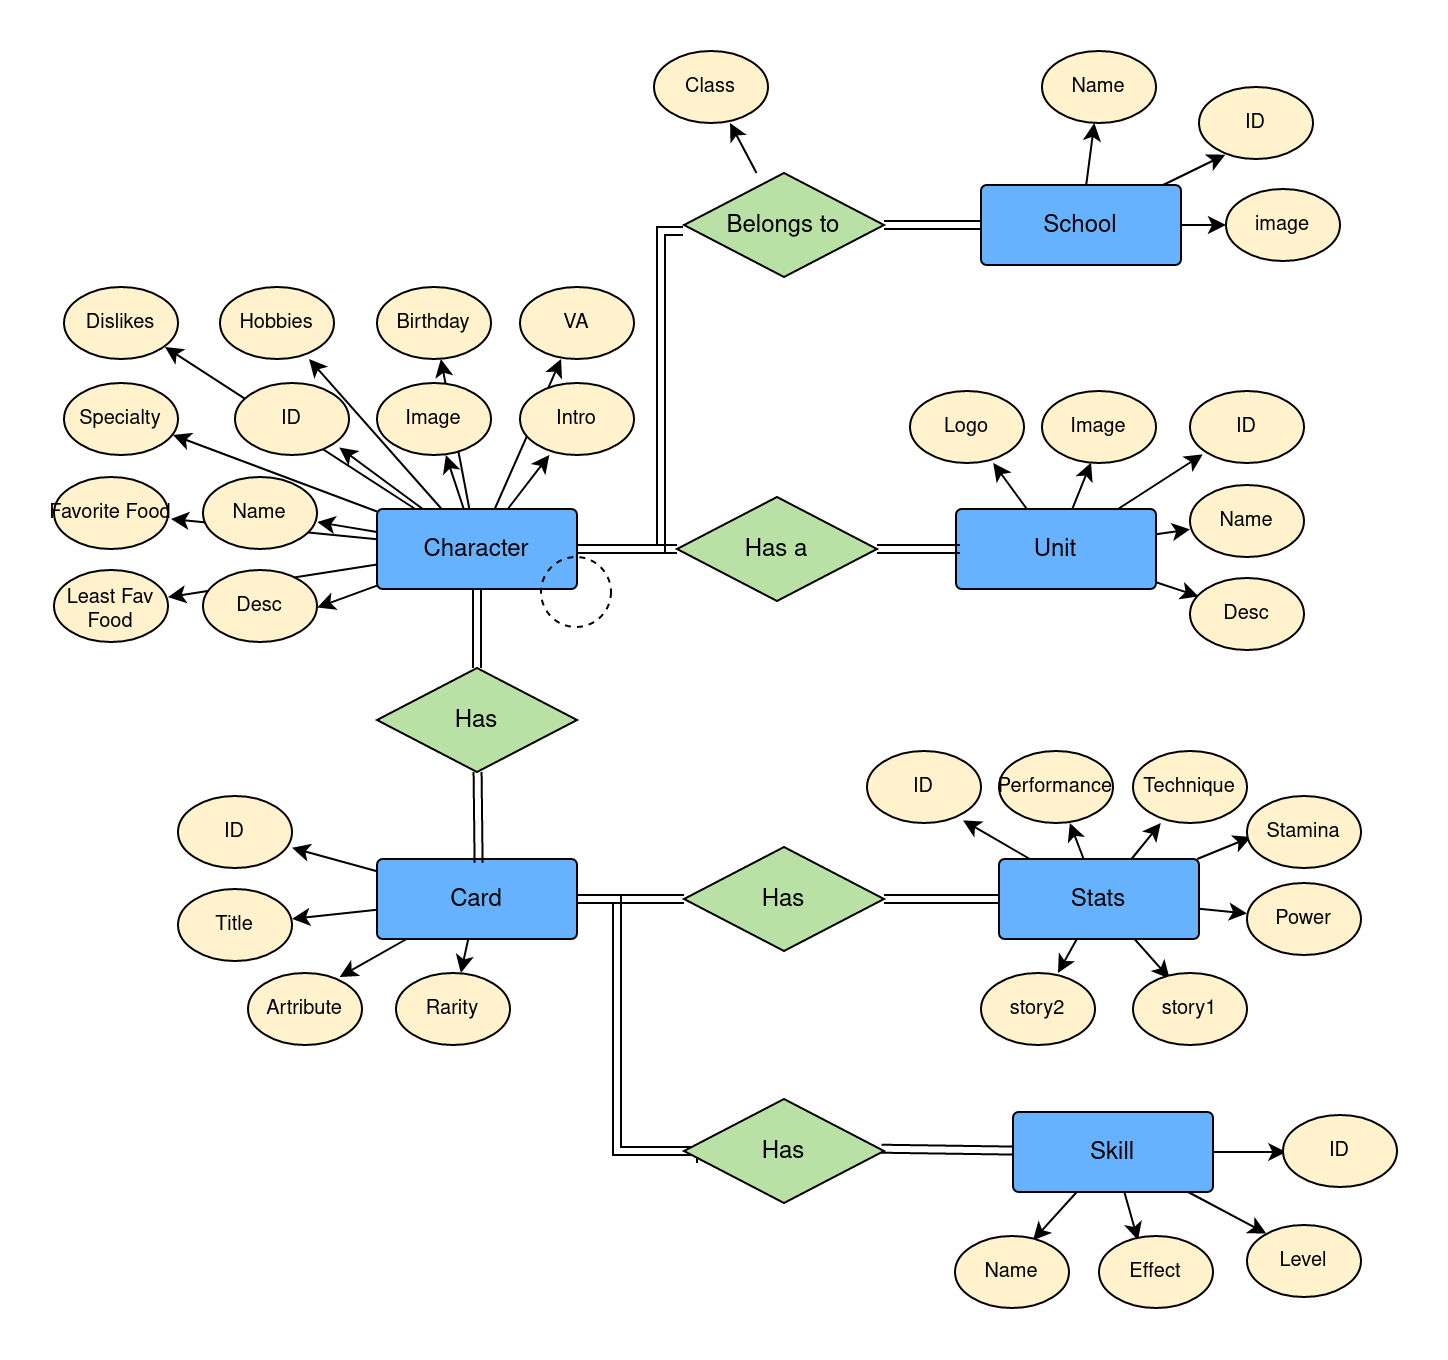 Class
Name
ID
Belongs to
School
image
Dislikes
Hobbies
Birthday
VA
Specialty
ID
Image
Intro
Logo
Image
ID
Favorite Food
Name
Character
Has a
Unit
Name
Least Fav
Food
Desc
Desc
Has
ID
Performance
Technique
Stamina
ID
Title
Card
Has
Stats
Power
Artribute
Rarity
story2
story1
Has
Skill
ID
Name
Effect
Level